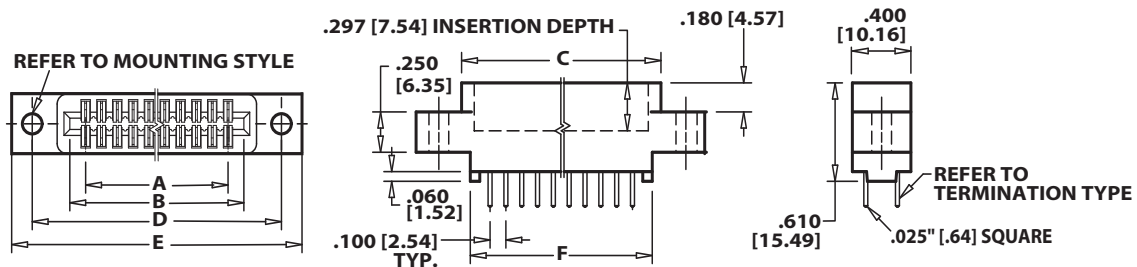 REFER TO MOUNTING STYLE
A
B
D
E
.297 [7.54] INSERTION DEPTH
.180 [4.57]
C
.250
[6.35]
.060
[1.52]
.100 [2.54]
TYP.
F
.400
[10.16]
REFER TO
TERMINATION TYPE
.610
[15.49]
.025" [.64] SQUARE